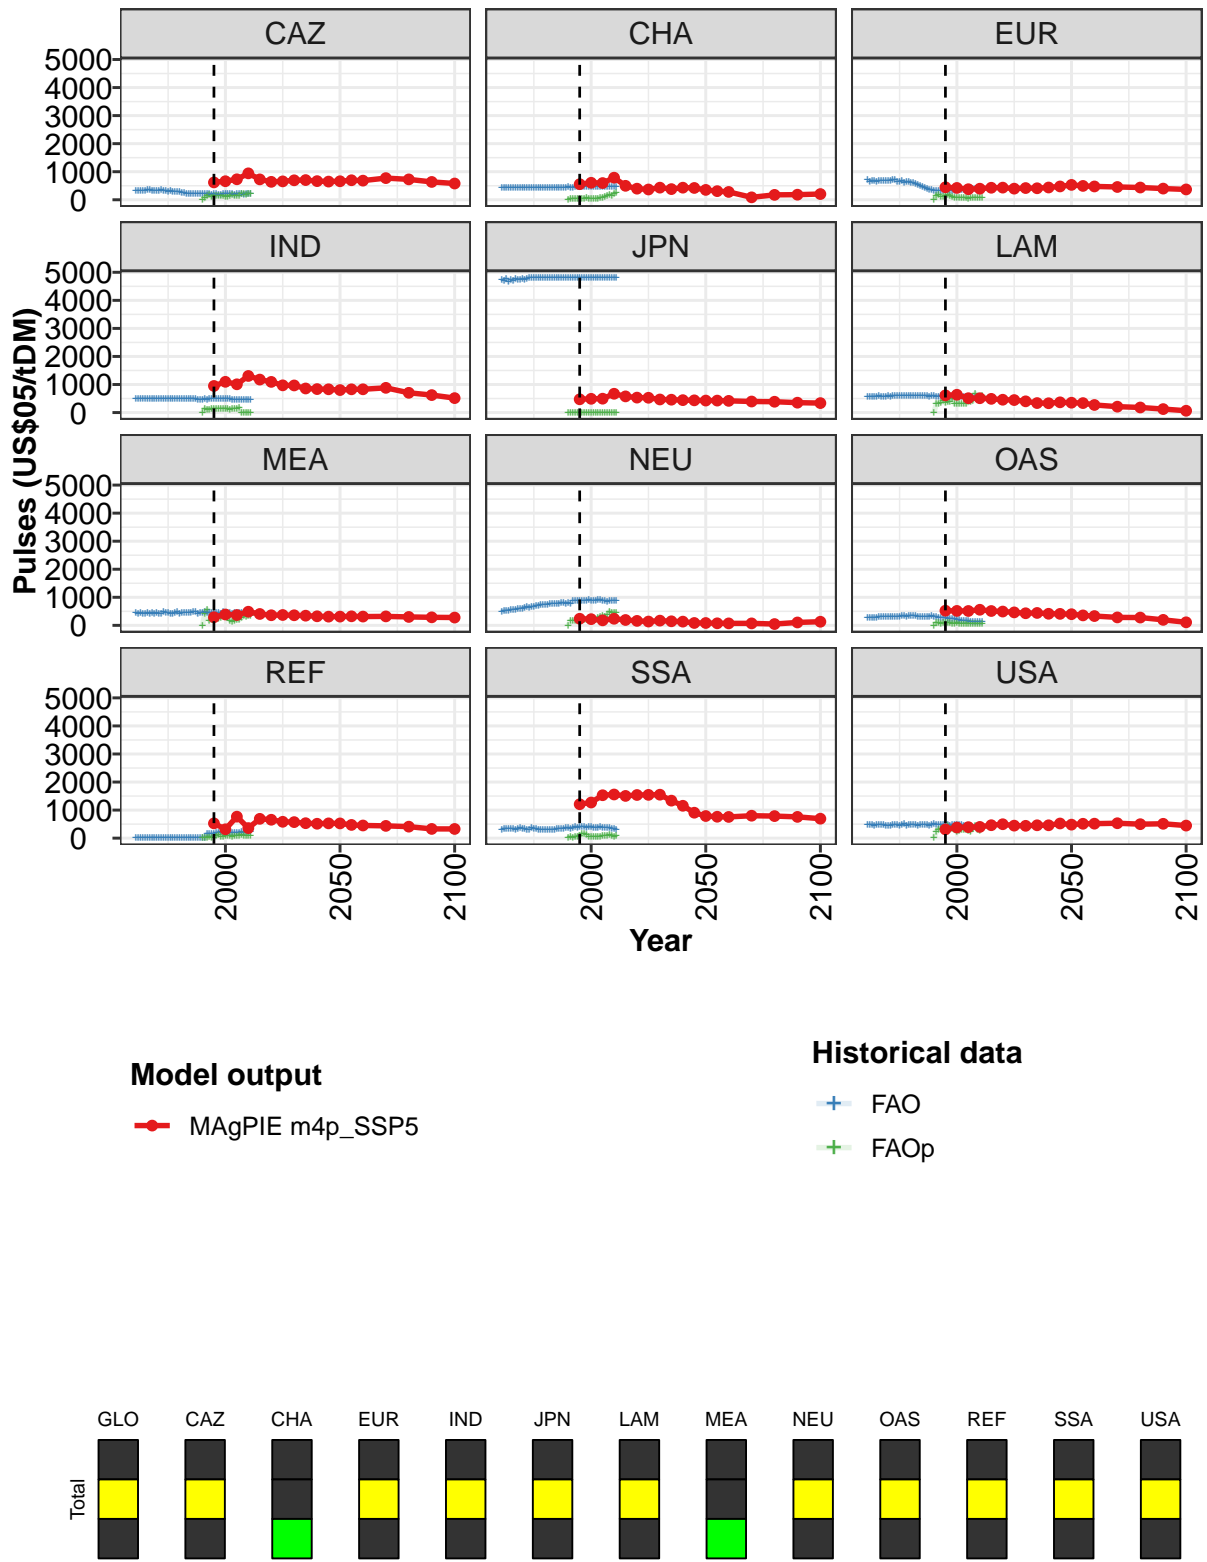 CAZ CHA EUR
5000
4000
3000
2000
1000
0
IND JPN LAM
5000
4000
3000
2000
1000
0
Pulses (US$05/tDM)
MEA NEU OAS
5000
4000
3000
2000
1000
0
REF SSA USA
5000
4000
3000
2000
1000
0
2000 2050 2100 2000 2050 2100 2000 2050 2100
Year
Model output
MAgPIE m4p_SSP5
Historical data
FAO
FAOp
GLO CAZ CHA EUR IND JPN LAM MEA NEU OAS REF SSA USA
Total